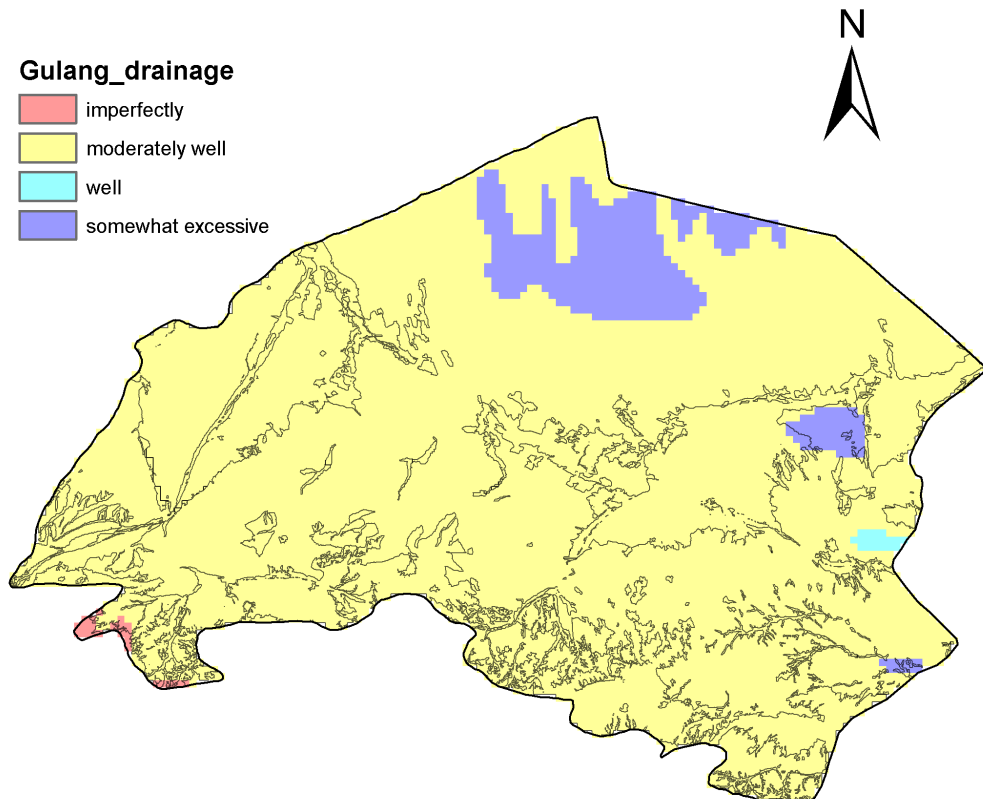 N
Gulang_drainage
imperfectly
moderately well
well
somewhat excessive